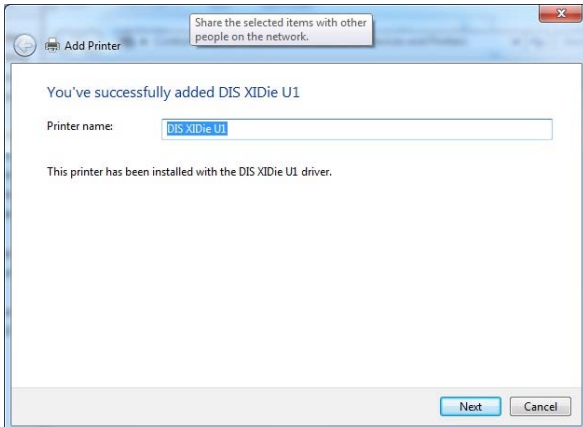 Share the selected items with other
people on the network.
Add Printer
You've successfully added DIS XIDie U1
Printer name:
DIS XIDie U1
This printer has been installed with the DIS XIDie U1 driver.
Next
Cancel